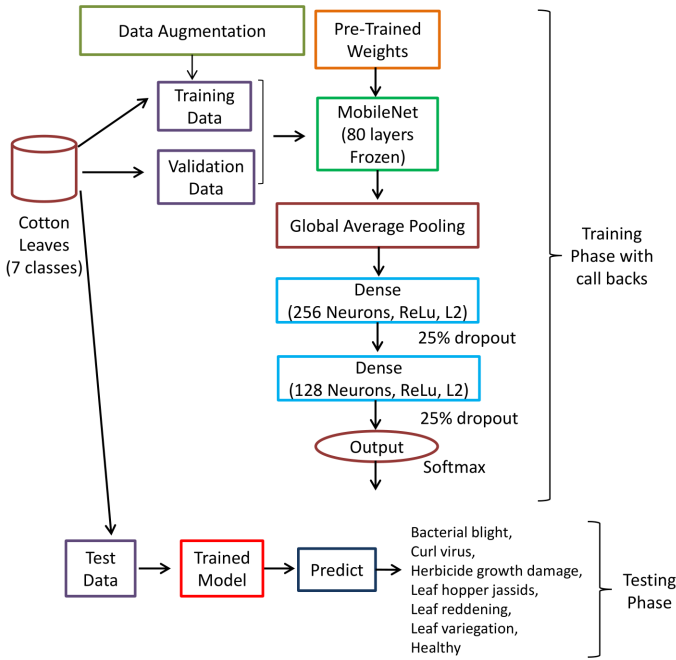 Data Augmentation
Pre-Trained
Weights
Training
Data
MobileNet
(80 layers
Frozen)
Validation
Data
Cotton
Leaves
(7 classes)
Global Average Pooling
Training
Phase with
call backs
Dense
(256 Neurons, ReLu, L2)
25% dropout
Dense
(128 Neurons, ReLu, L2)
25% dropout
Output
Softmax
Test
Data
Trained
Model
Predict
Bacterial blight,
Curl virus,
Herbicide growth damage,
Leaf hopper jassids,
Leaf reddening,
Leaf variegation,
Healthy
Testing
Phase